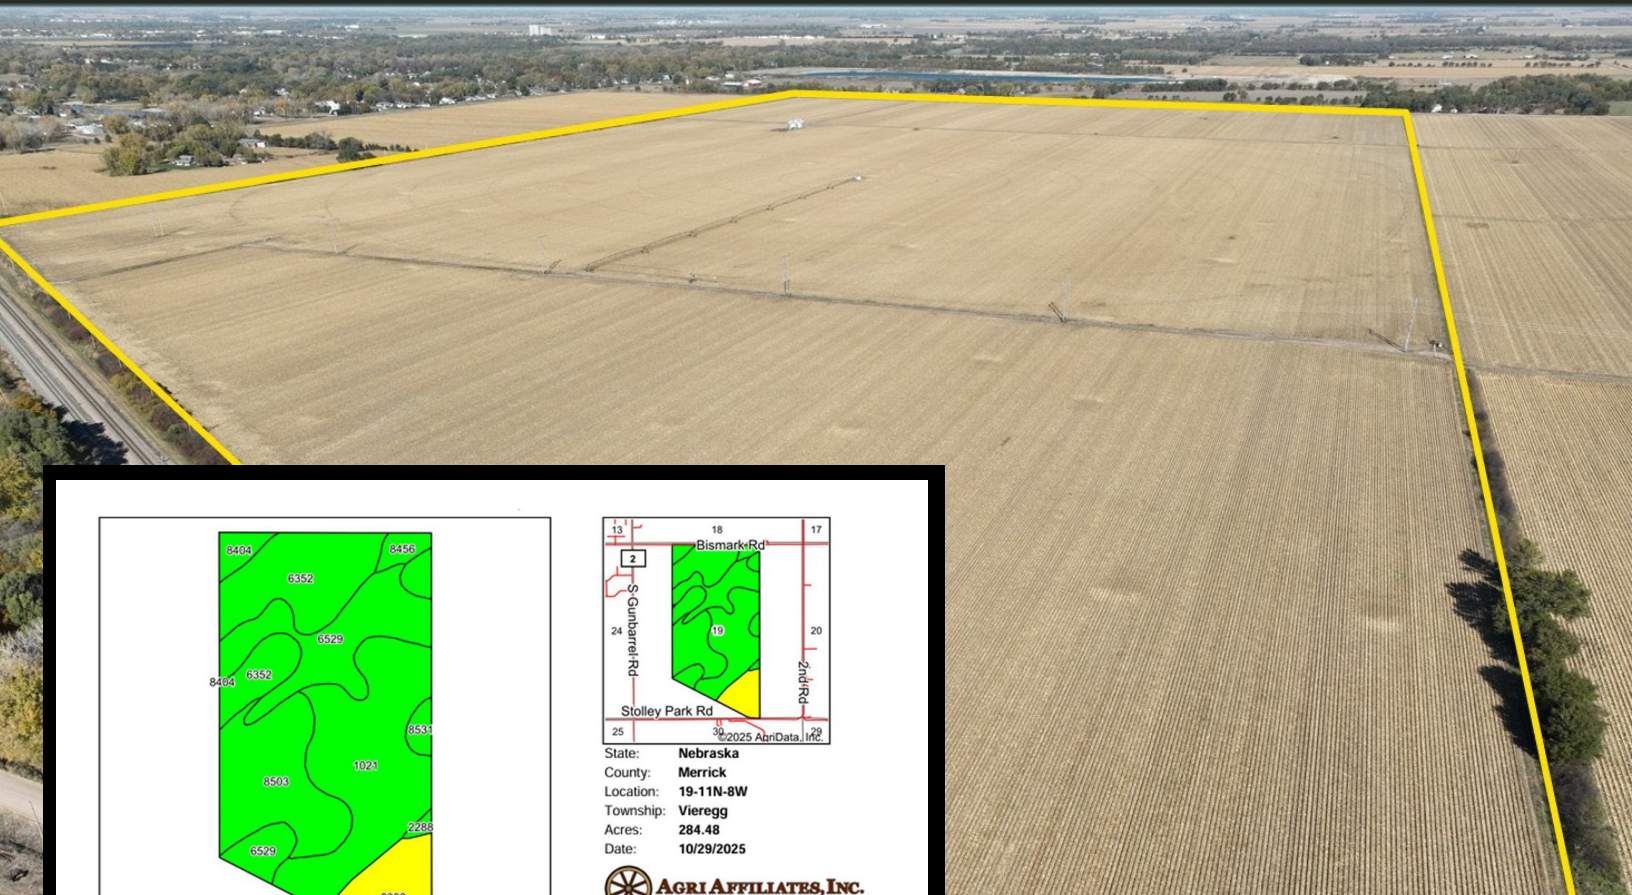 8404
8456
6352
6529
6352
8404
8531
1021
8503
2288
6529
13
18
17
Bismark Rd
2
S Gunbarrel Rd
24
19
20
2nd Rd
Stolley Park Rd
25
30
29
©2025 AgriData, Inc.
State: Nebraska
County: Merrick
Location: 19-11N-8W
Township: Vieregg
Acres: 284.48
Date: 10/29/2025
AGRI AFFILIATES, INC.